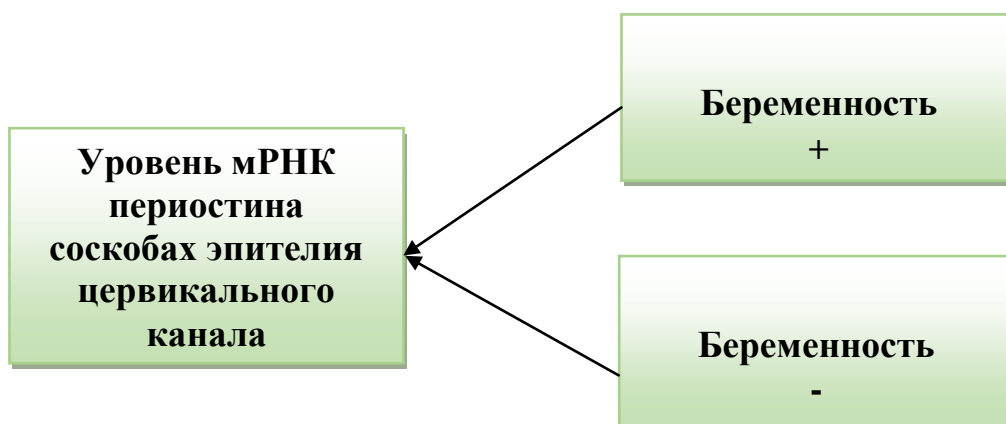 Уровень мРНК
периостина
соскобах эпителия
цервикального
канала
Беременность
+
Беременность
-